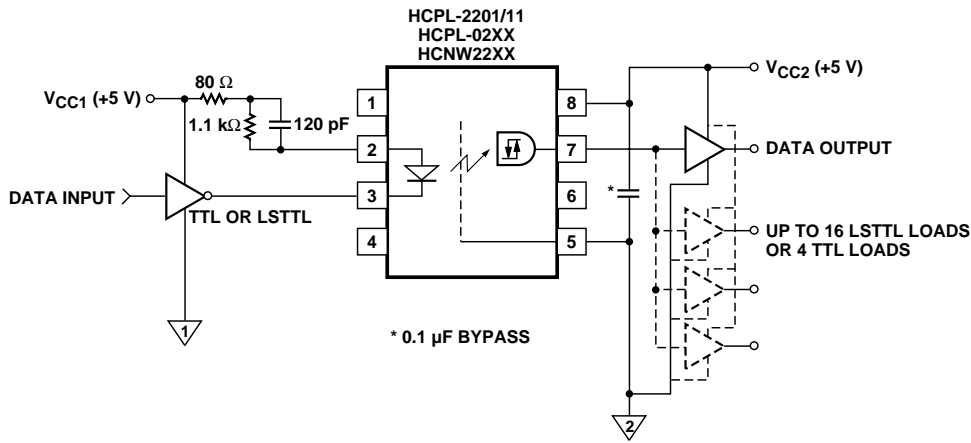 HCPL-2201/11
HCPL-02XX
HCNW22XX
80 Ω
VCC1 (+5 V)
1.1 kΩ
120 pF
1
2
3
4
8
7
6
5
VCC2 (+5 V)
DATA OUTPUT
*
DATA INPUT
TTL OR LSTTL
UP TO 16 LSTTL LOADS
OR 4 TTL LOADS
1
* 0.1 µF BYPASS
2